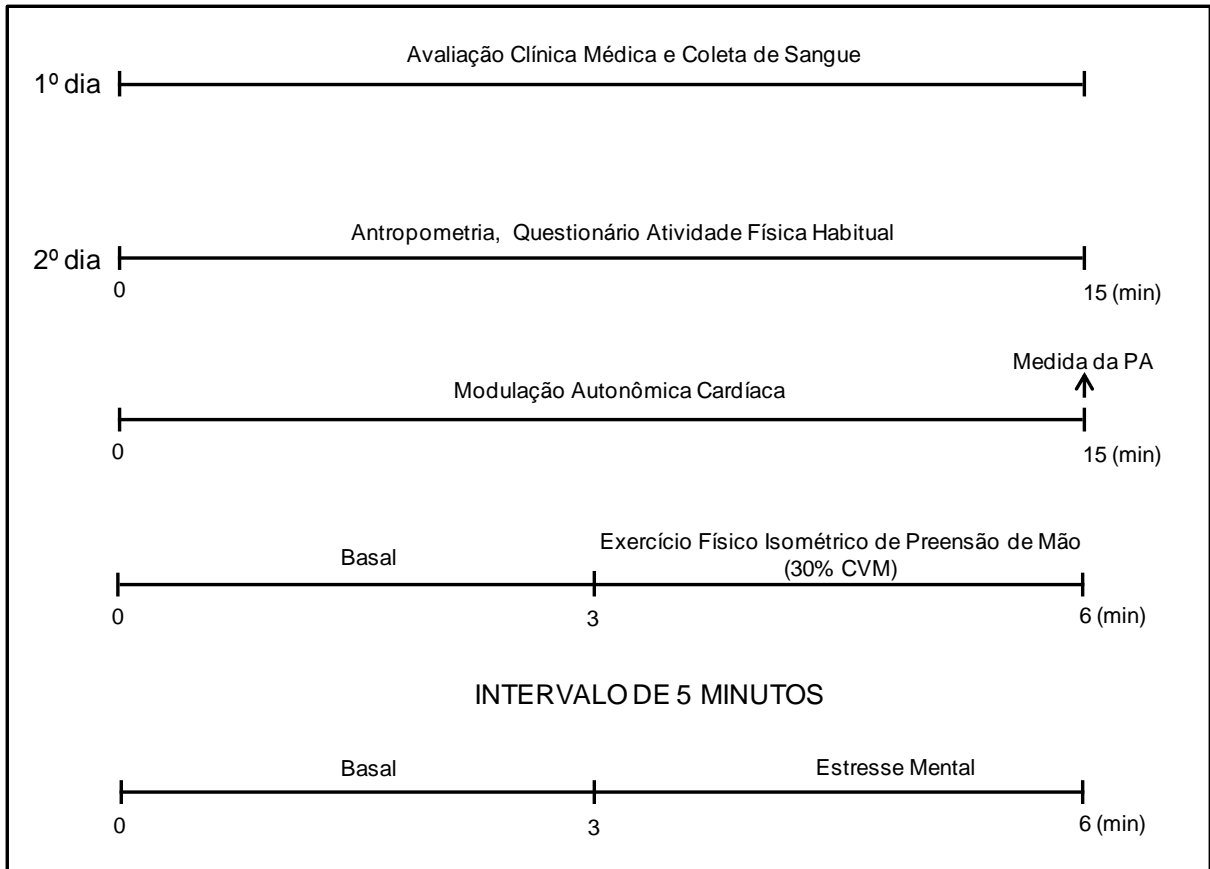 Avaliação Clínica Médica e Coleta de Sangue
1º dia
Antropometria, Questionário Atividade Física Habitual
2º dia
0
15 (min)
Medida da PA
Modulação Autonômica Cardíaca
0
15 (min)
Basal
Exercício Físico Isométrico de Preensão de Mão
(30% CVM)
0
3
6 (min)
INTERVALO DE 5 MINUTOS
Basal
Estresse Mental
0
3
6 (min)